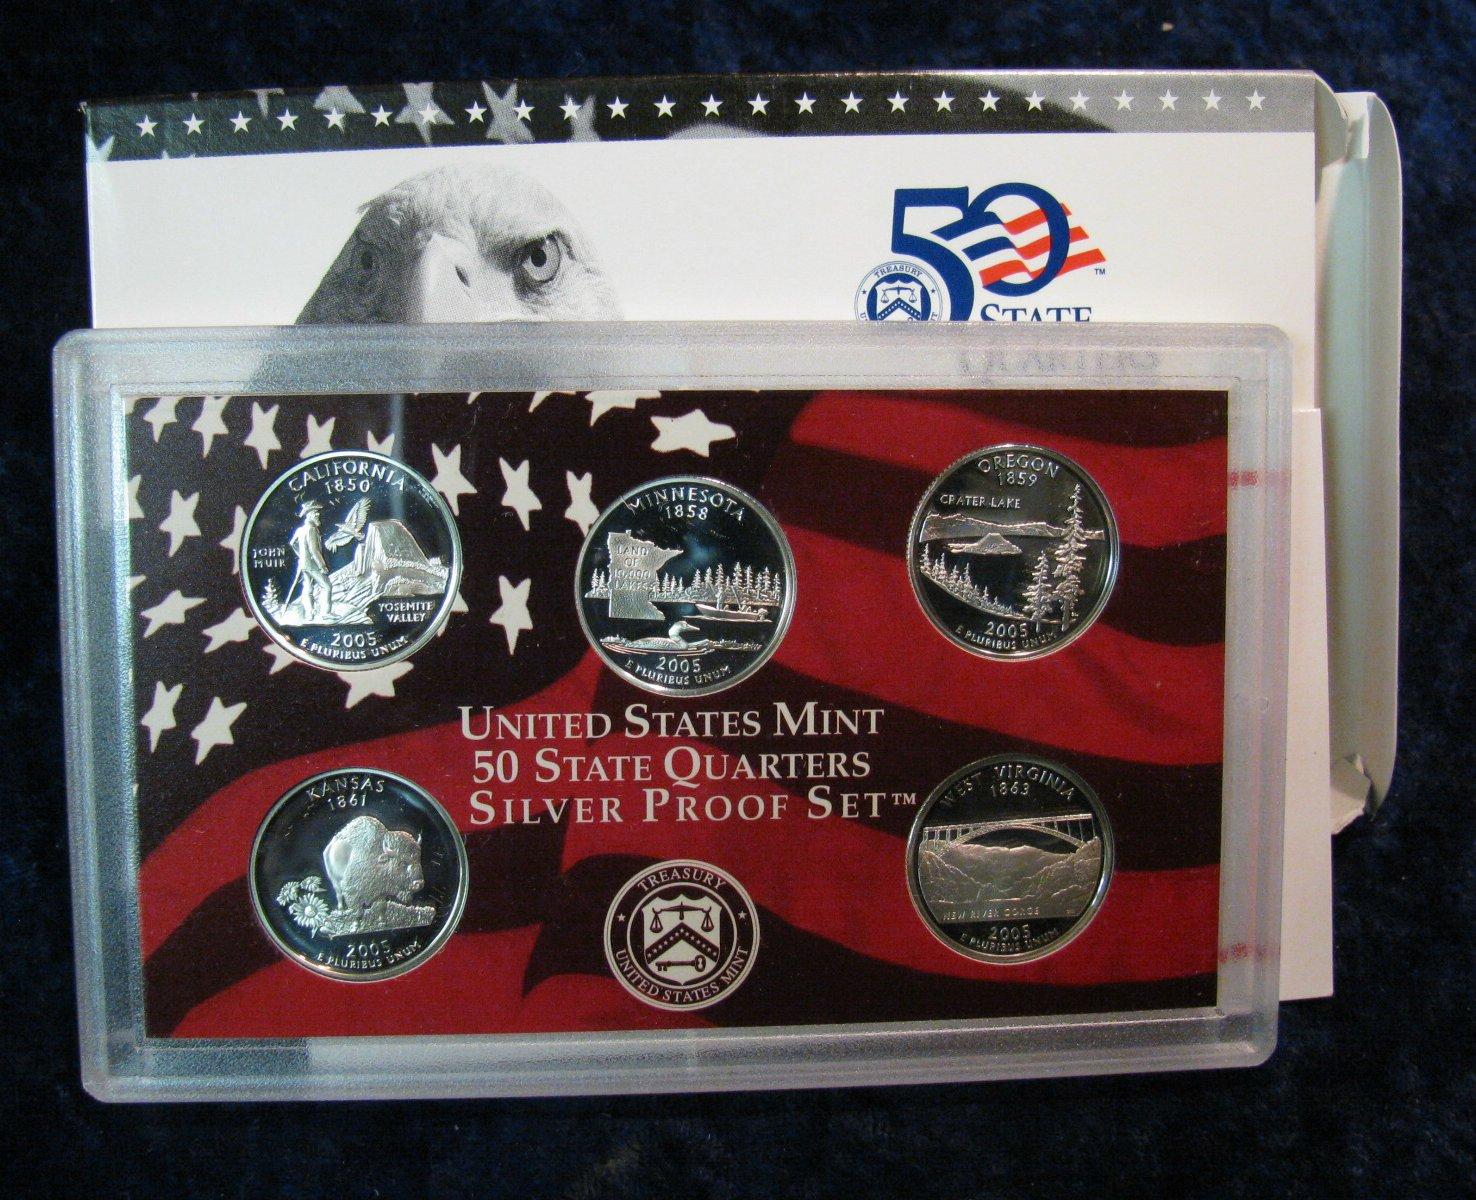 50
TM
STATE
TREASURY
CALIFORNIA
1850
JOHN
MUIR
YOSEMITE
VALLEY
2005
E PLURIBUS UNUM
MINNESOTA
1858
LAND
OF
10,000
LAKES
2005
E PLURIBUS UNUM
OREGON
1859
CRATER LAKE
2005
E PLURIBUS UNUM
UNITED STATES MINT
50 STATE QUARTERS
SILVER PROOF SET™
KANSAS
1861
2005
E PLURIBUS UNUM
WEST VIRGINIA
1863
NEW RIVER GORGE
2005
E PLURIBUS UNUM
TREASURY
UNITED STATES MINT